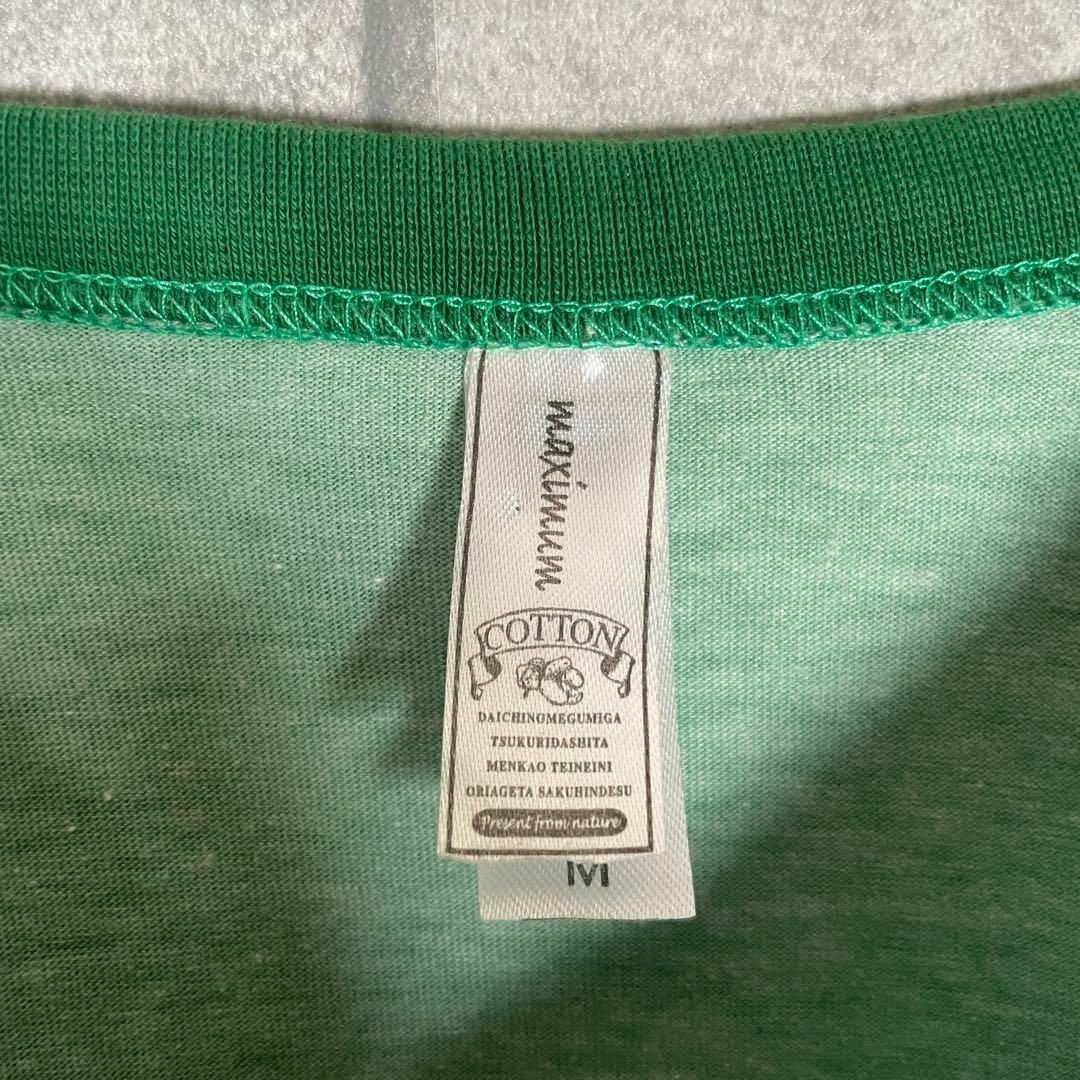 maximum
COTTON
DAICHINOMEGUMIGA
TSUKURIDASHITA
MENKAO TEINEINI
ORIAGETA SAKUHINDESU
Present from nature
M